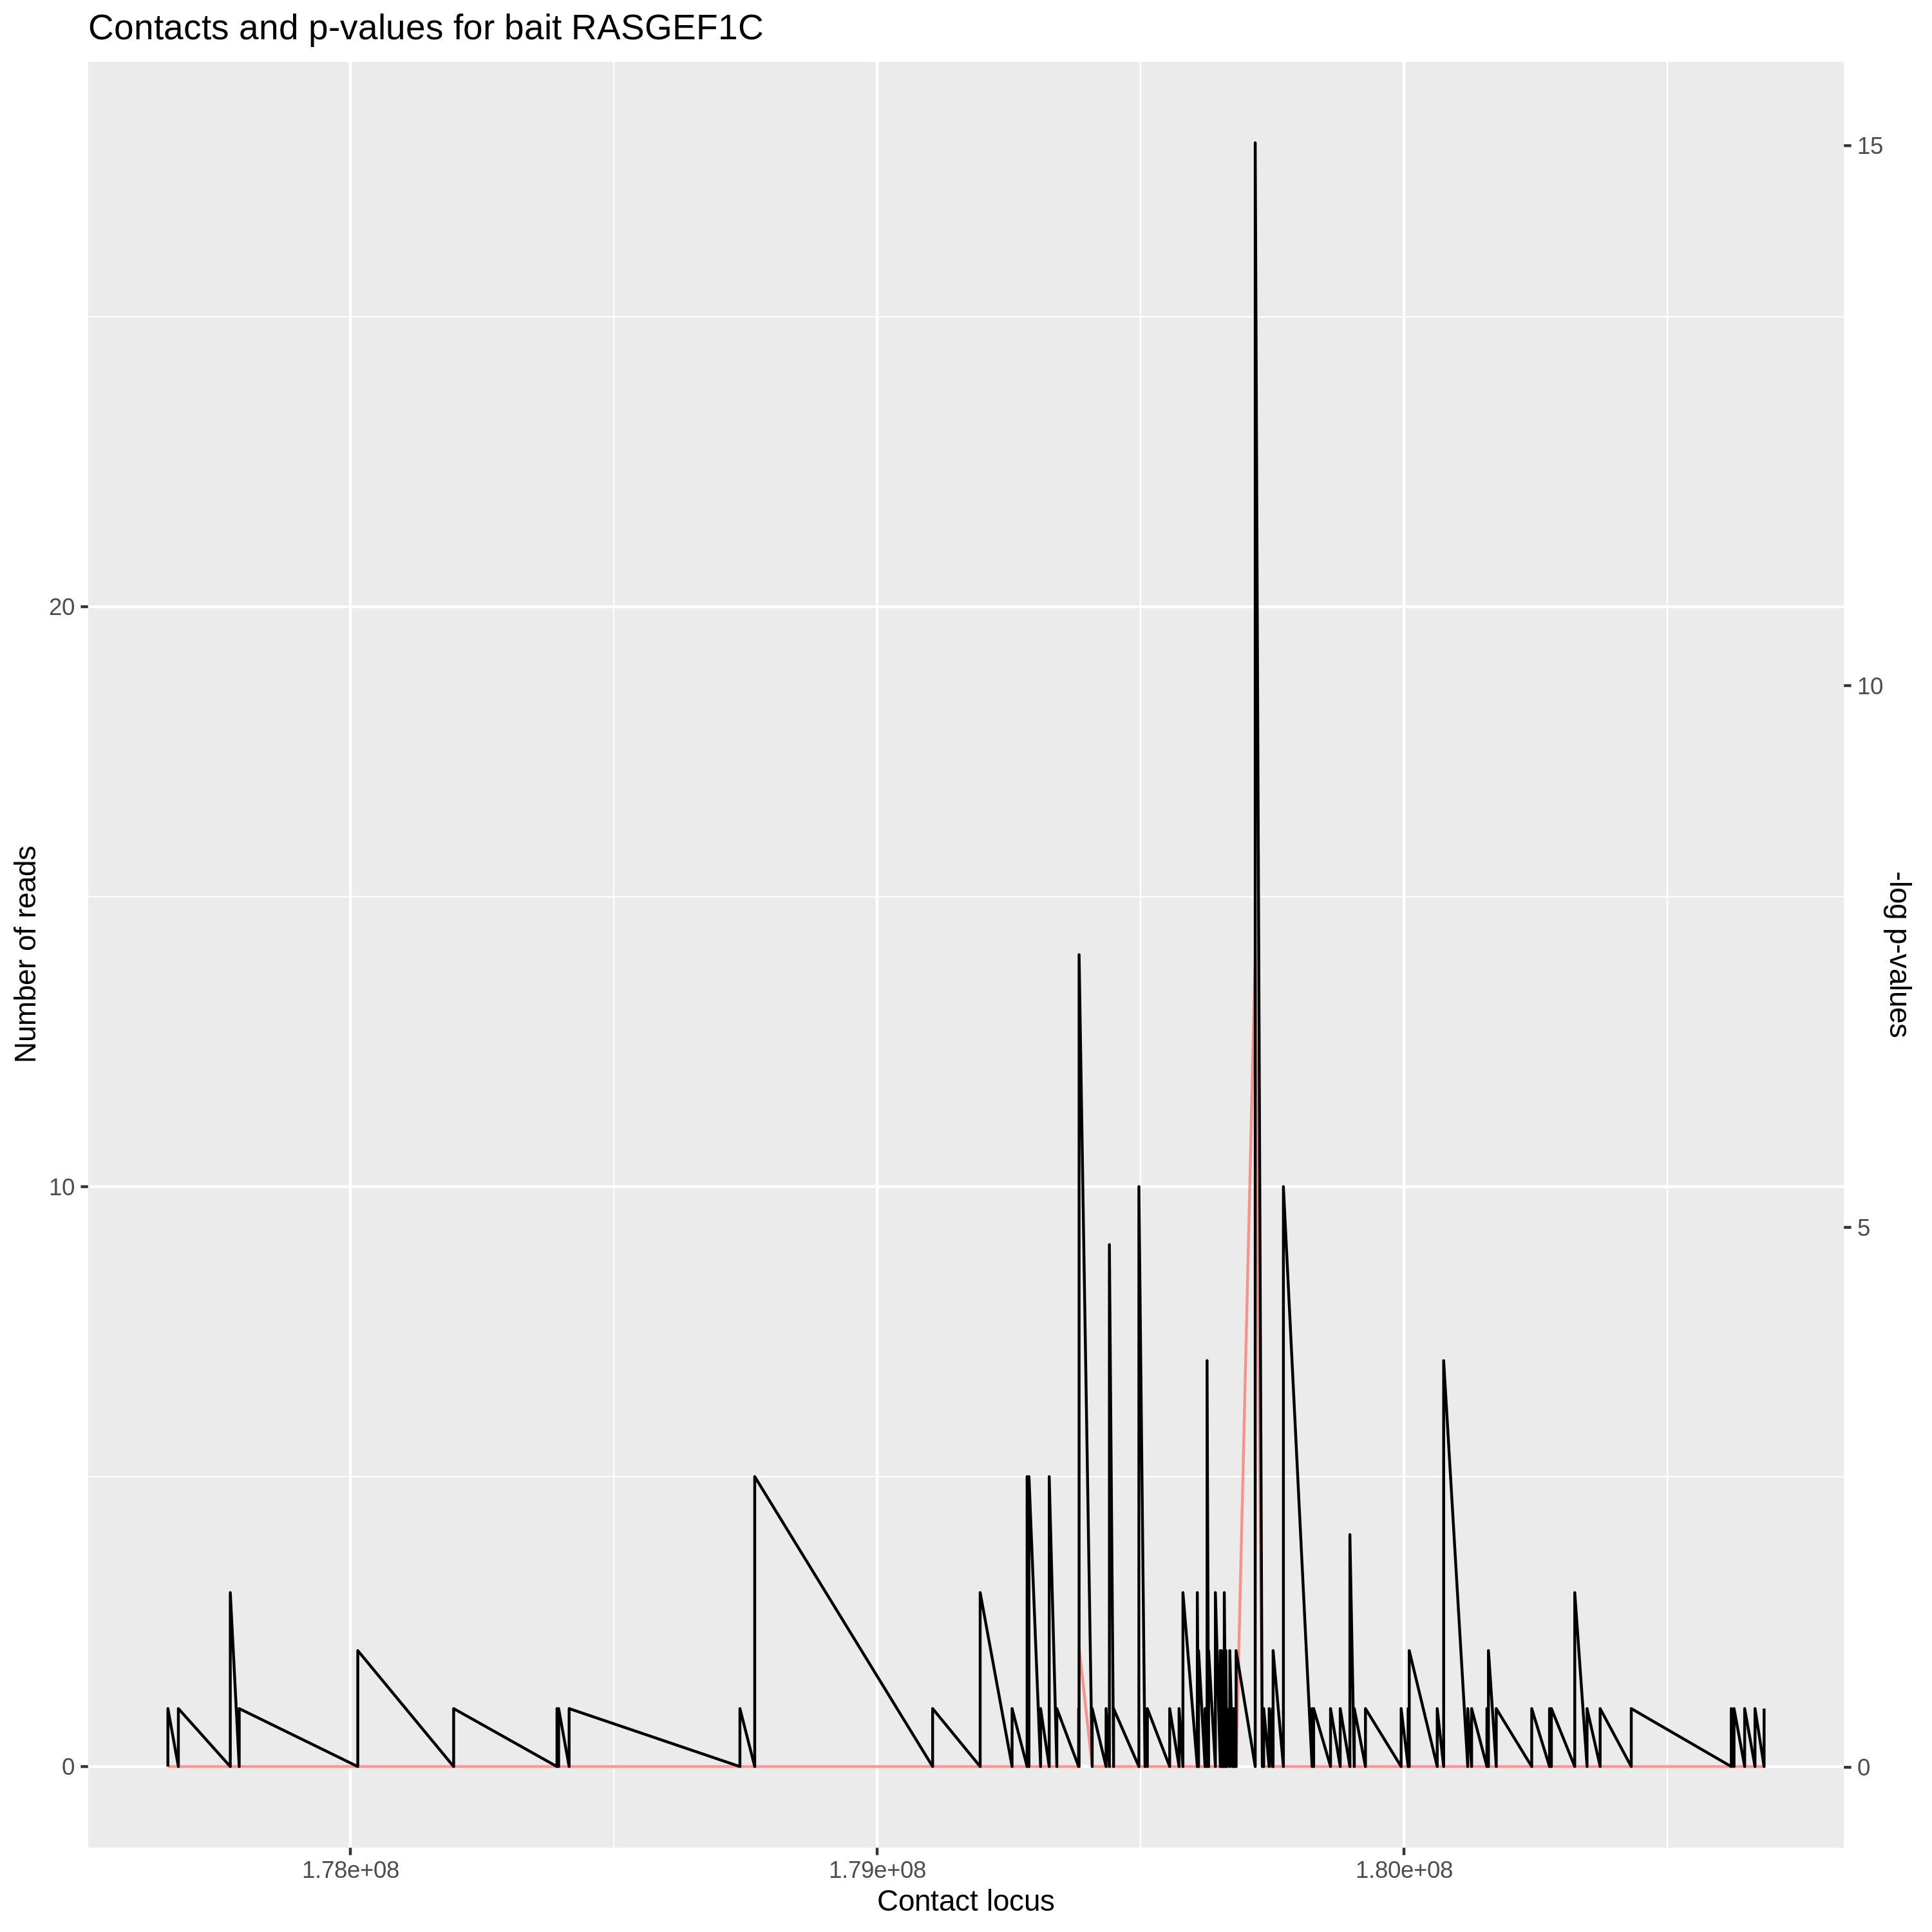 Contacts and p-values for bait RASGEF1C
Number of reads
20
10
0
15
10
5
0
-log p-values
1.78e+08
1.79e+08
1.80e+08
Contact locus